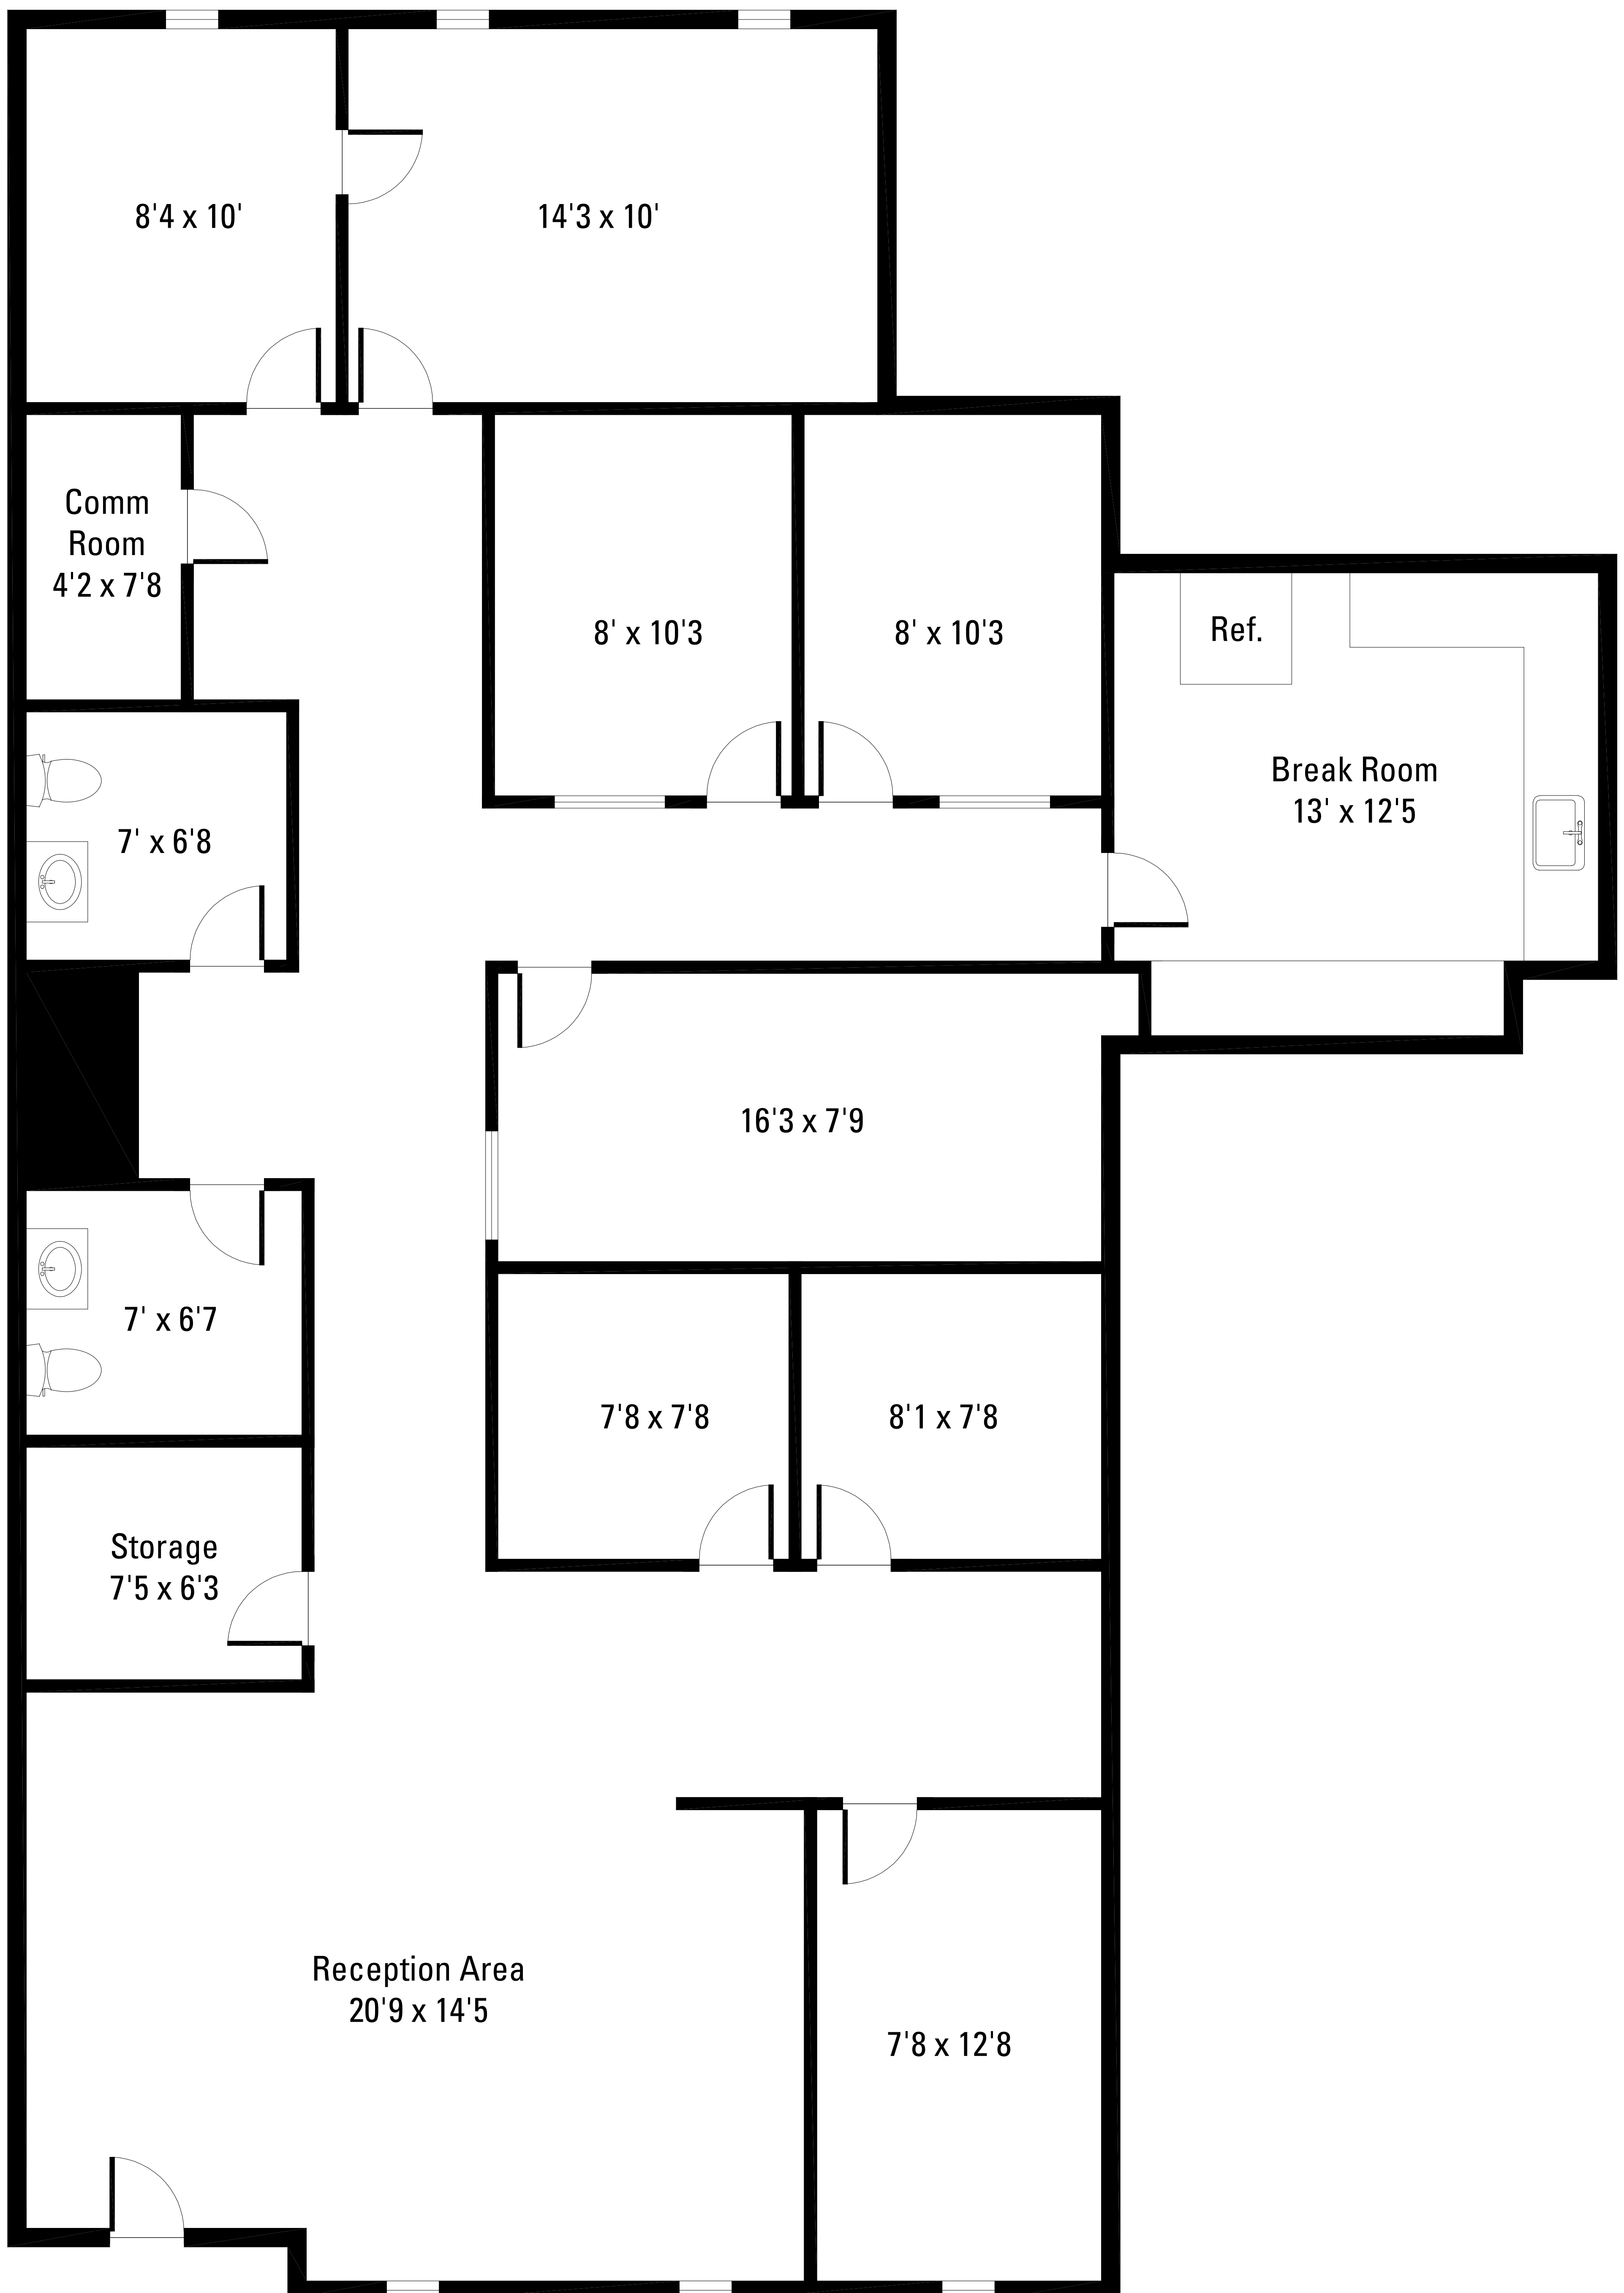 8'4 x 10'
14'3 x 10'
Comm
Room
4'2 x 7'8
8' x 10'3
8' x 10'3
Ref.
Break Room
13' x 12'5
7' x 6'8
16'3 x 7'9
7' x 6'7
7'8 x 7'8
8'1 x 7'8
Storage
7'5 x 6'3
Reception Area
20'9 x 14'5
7'8 x 12'8